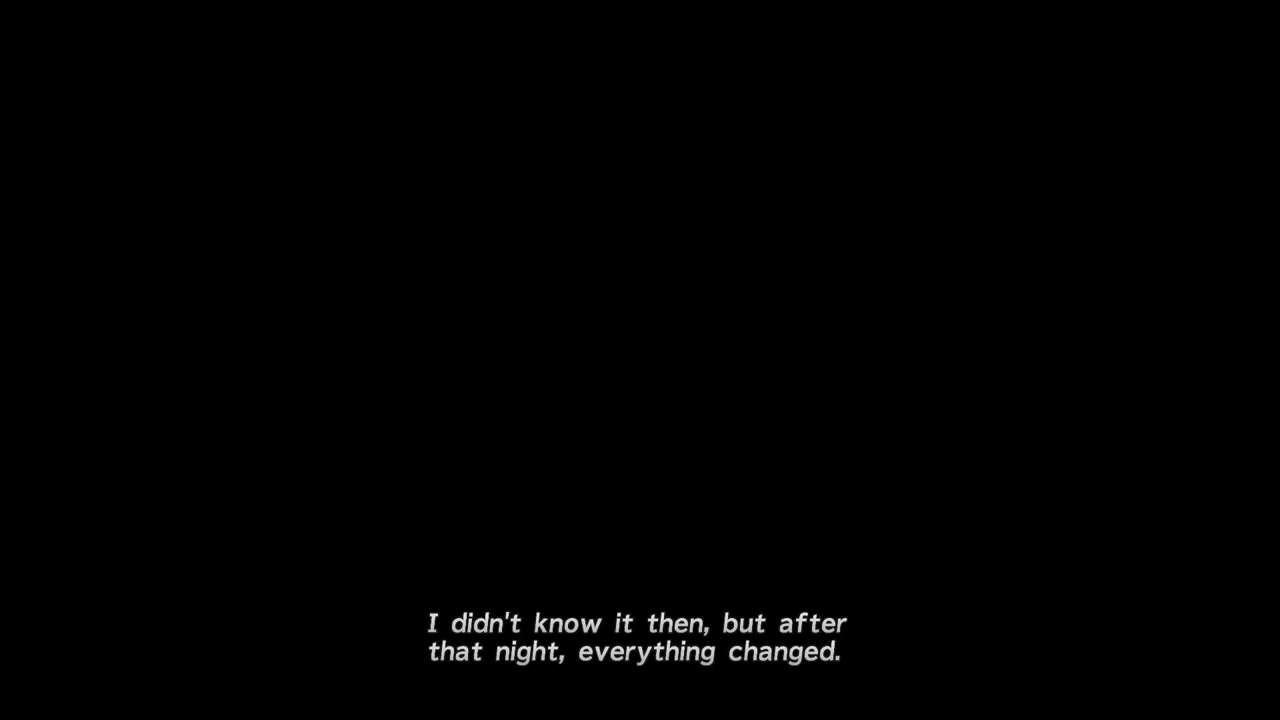 I didn't know it then, but after
that night, everything changed.